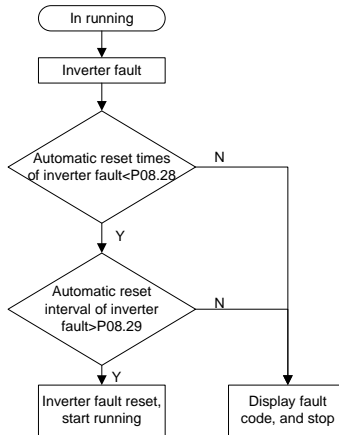 In running
Inverter fault
Automatic reset times
of inverter fault<P08.28
N
Y
Automatic reset
interval of inverter
fault>P08.29
N
Y
Inverter fault reset,
start running
Display fault
code, and stop